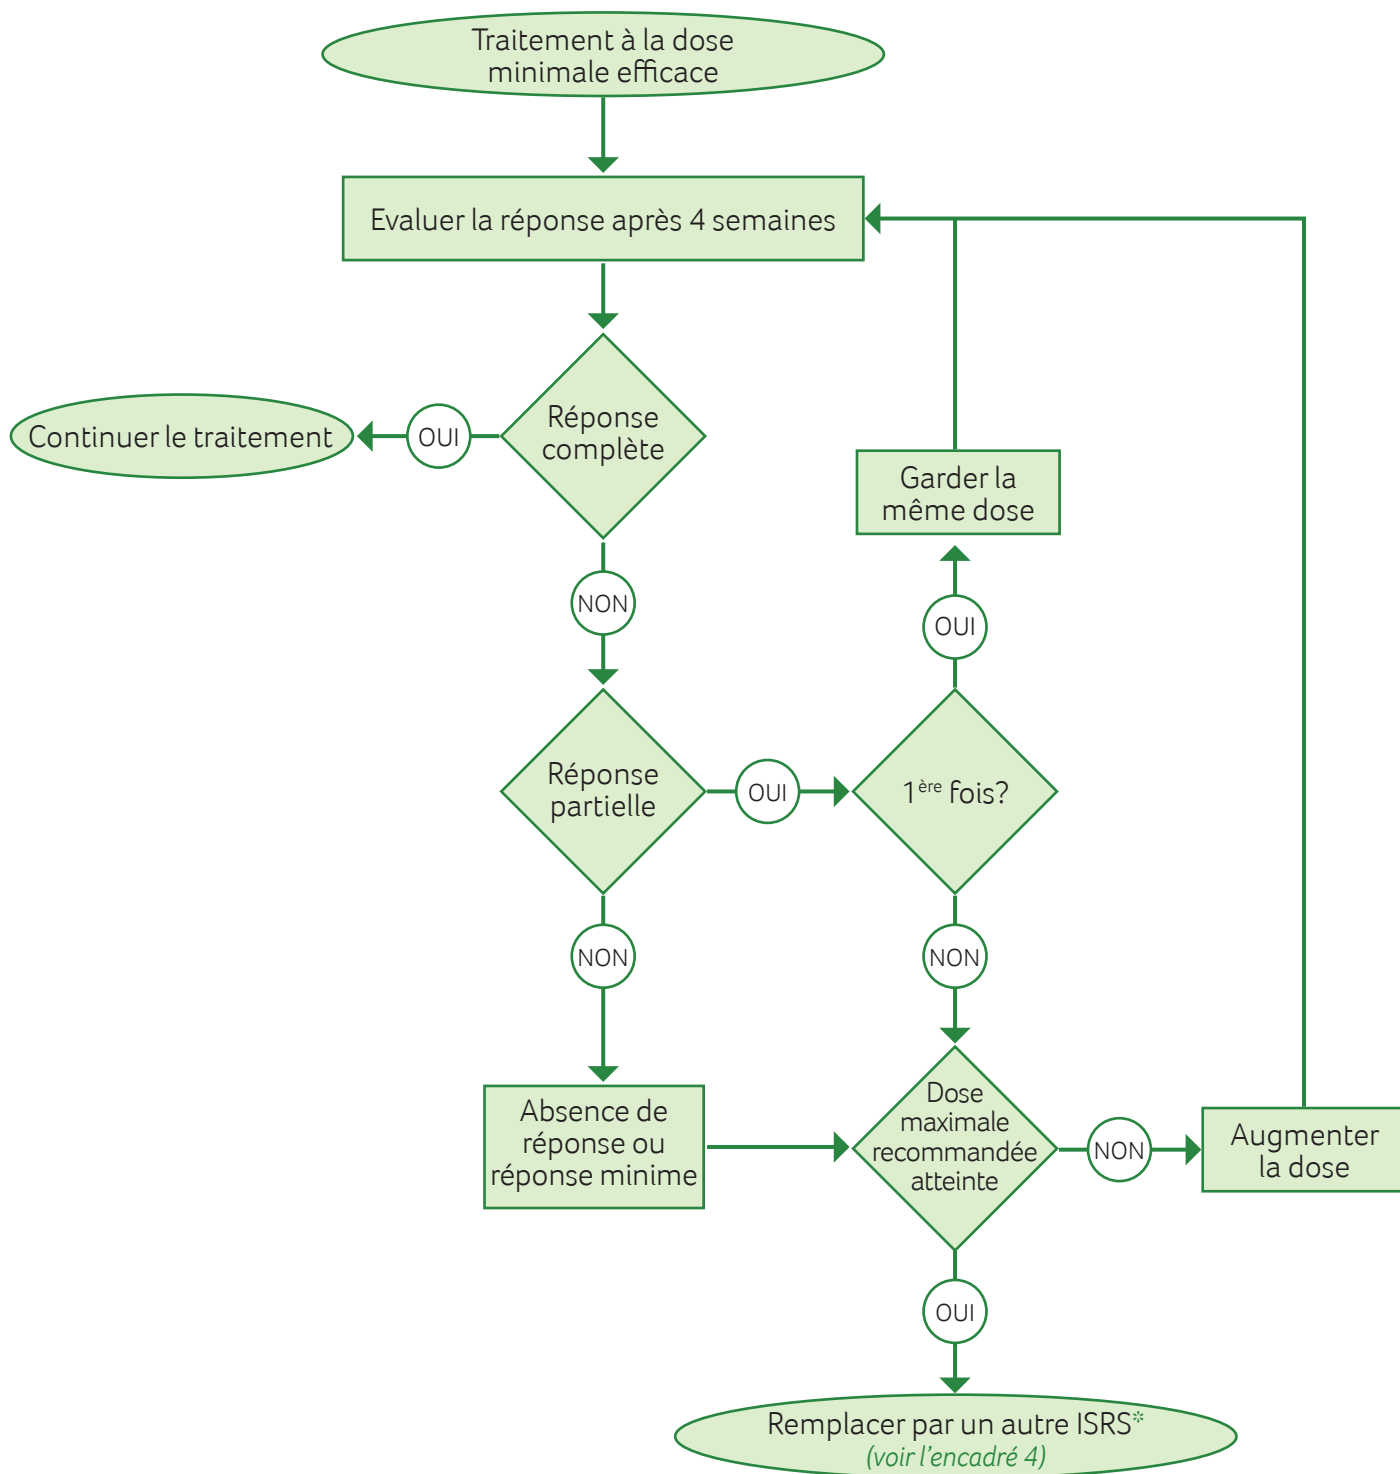 Traitement à la dose
minimale efficace
Evaluer la réponse après 4 semaines
Réponse
complète
OUI
Continuer le traitement
NON
Garder la
même dose
OUI
Réponse
partielle
OUI
1ère fois?
NON
NON
Absence de
réponse ou
réponse minime
Dose
maximale
recommandée
atteinte
NON
Augmenter
la dose
OUI
Remplacer par un autre ISRS*
(voir l'encadré 4)